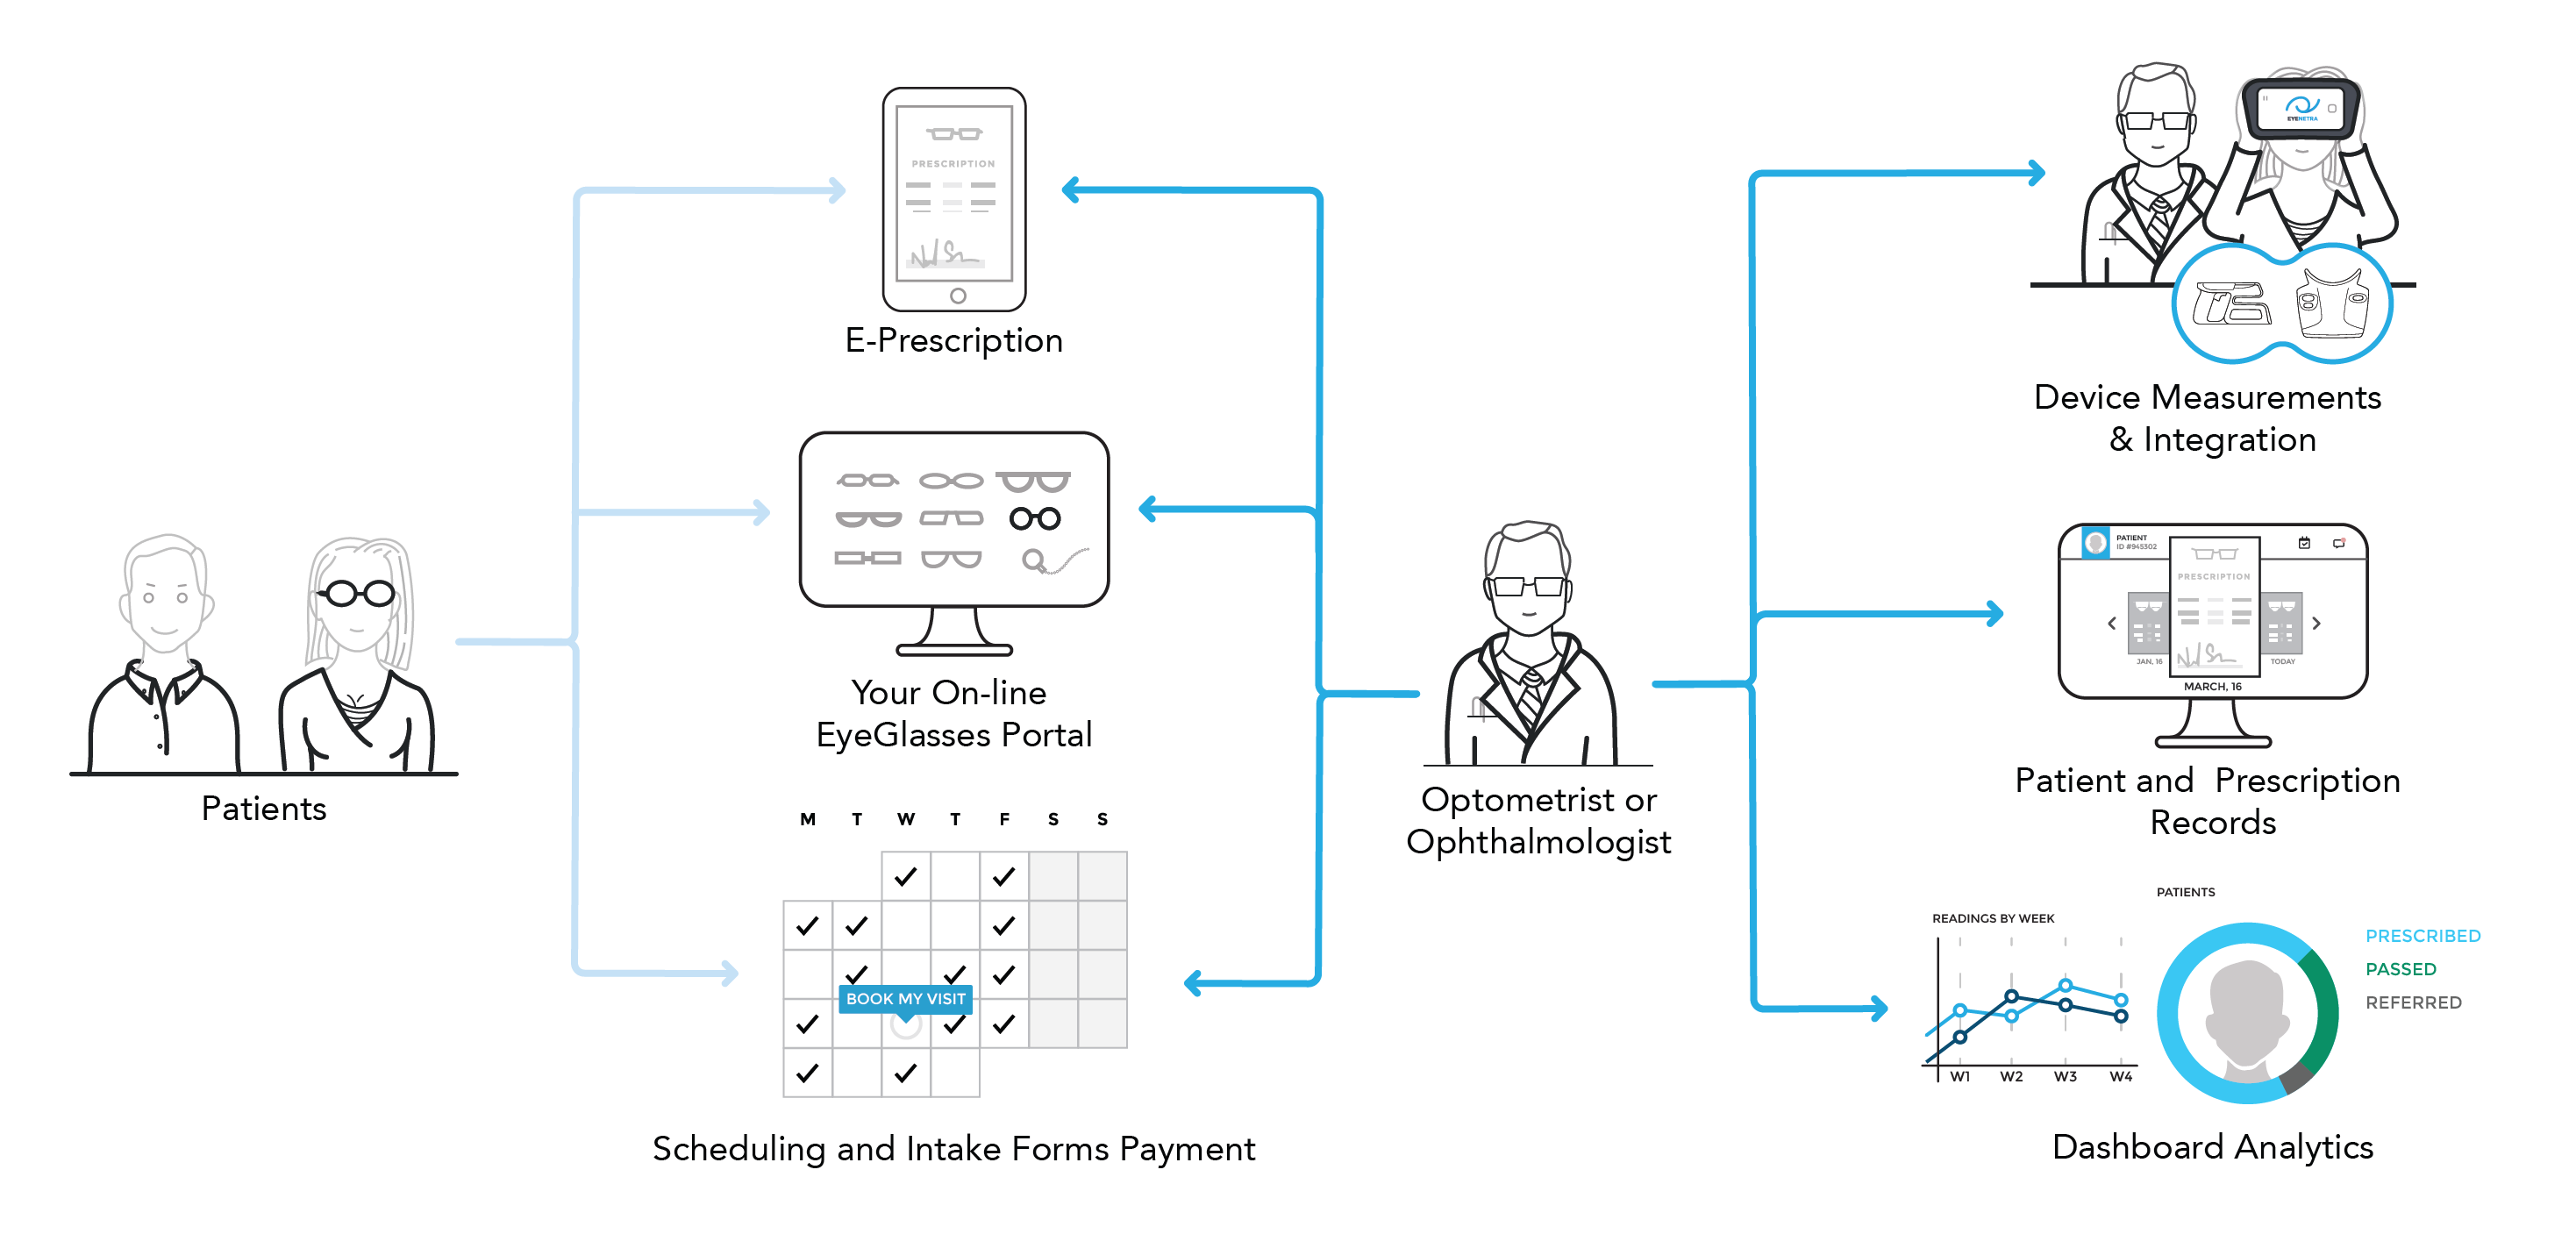 PRESCRIPTION
E-Prescription
Your On-line
EyeGlasses Portal
Patients
M T W T F S S
BOOK MY VISIT
Scheduling and Intake Forms Payment
Optometrist or
Ophthalmologist
EYENETRA
Device Measurements
& Integration
PATIENT
ID #945302
PRESCRIPTION
JAN, 16
TODAY
MARCH, 16
Patient and Prescription
Records
PATIENTS
READINGS BY WEEK
PRESCRIBED
PASSED
REFERRED
W1 W2 W3 W4
Dashboard Analytics